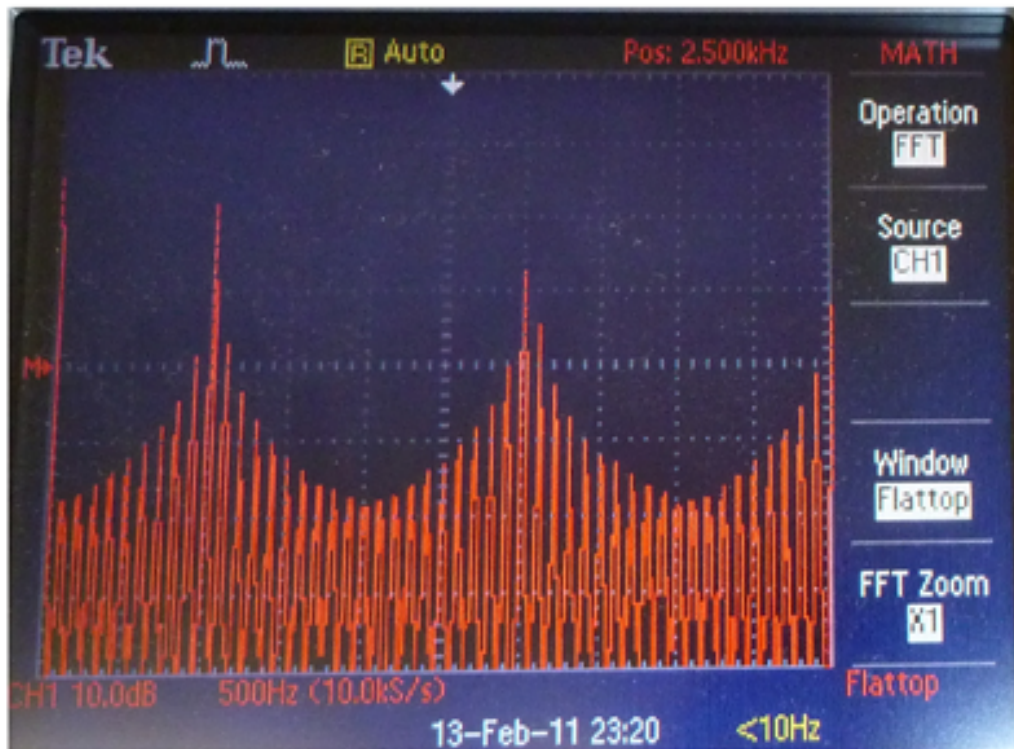 Tek R Auto Pos: 2.500kHz MATH
Operation
FFT
Source
CH1
M
Window
Flattop
FFT Zoom
X1
CH1 10.0dB 500Hz (10.0kS/s) Flattop
13-Feb-11 23:20 <10Hz